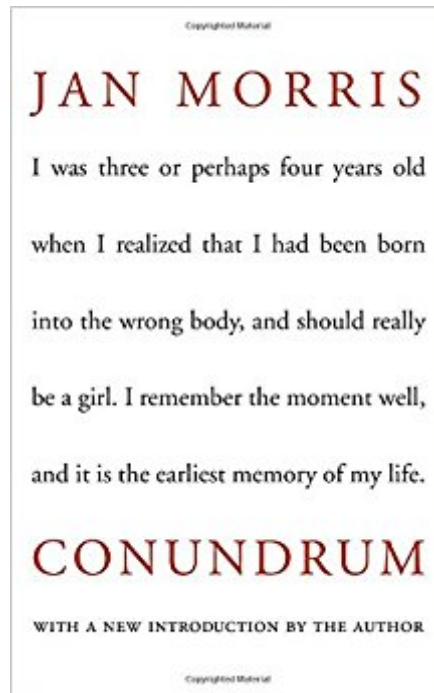 Copyrighted Material
JAN MORRIS
I was three or perhaps four years old
when I realized that I had been born
into the wrong body, and should really
be a girl. I remember the moment well,
and it is the earliest memory of my life.
CONUNDRUM
WITH A NEW INTRODUCTION BY THE AUTHOR
Copyrighted Material